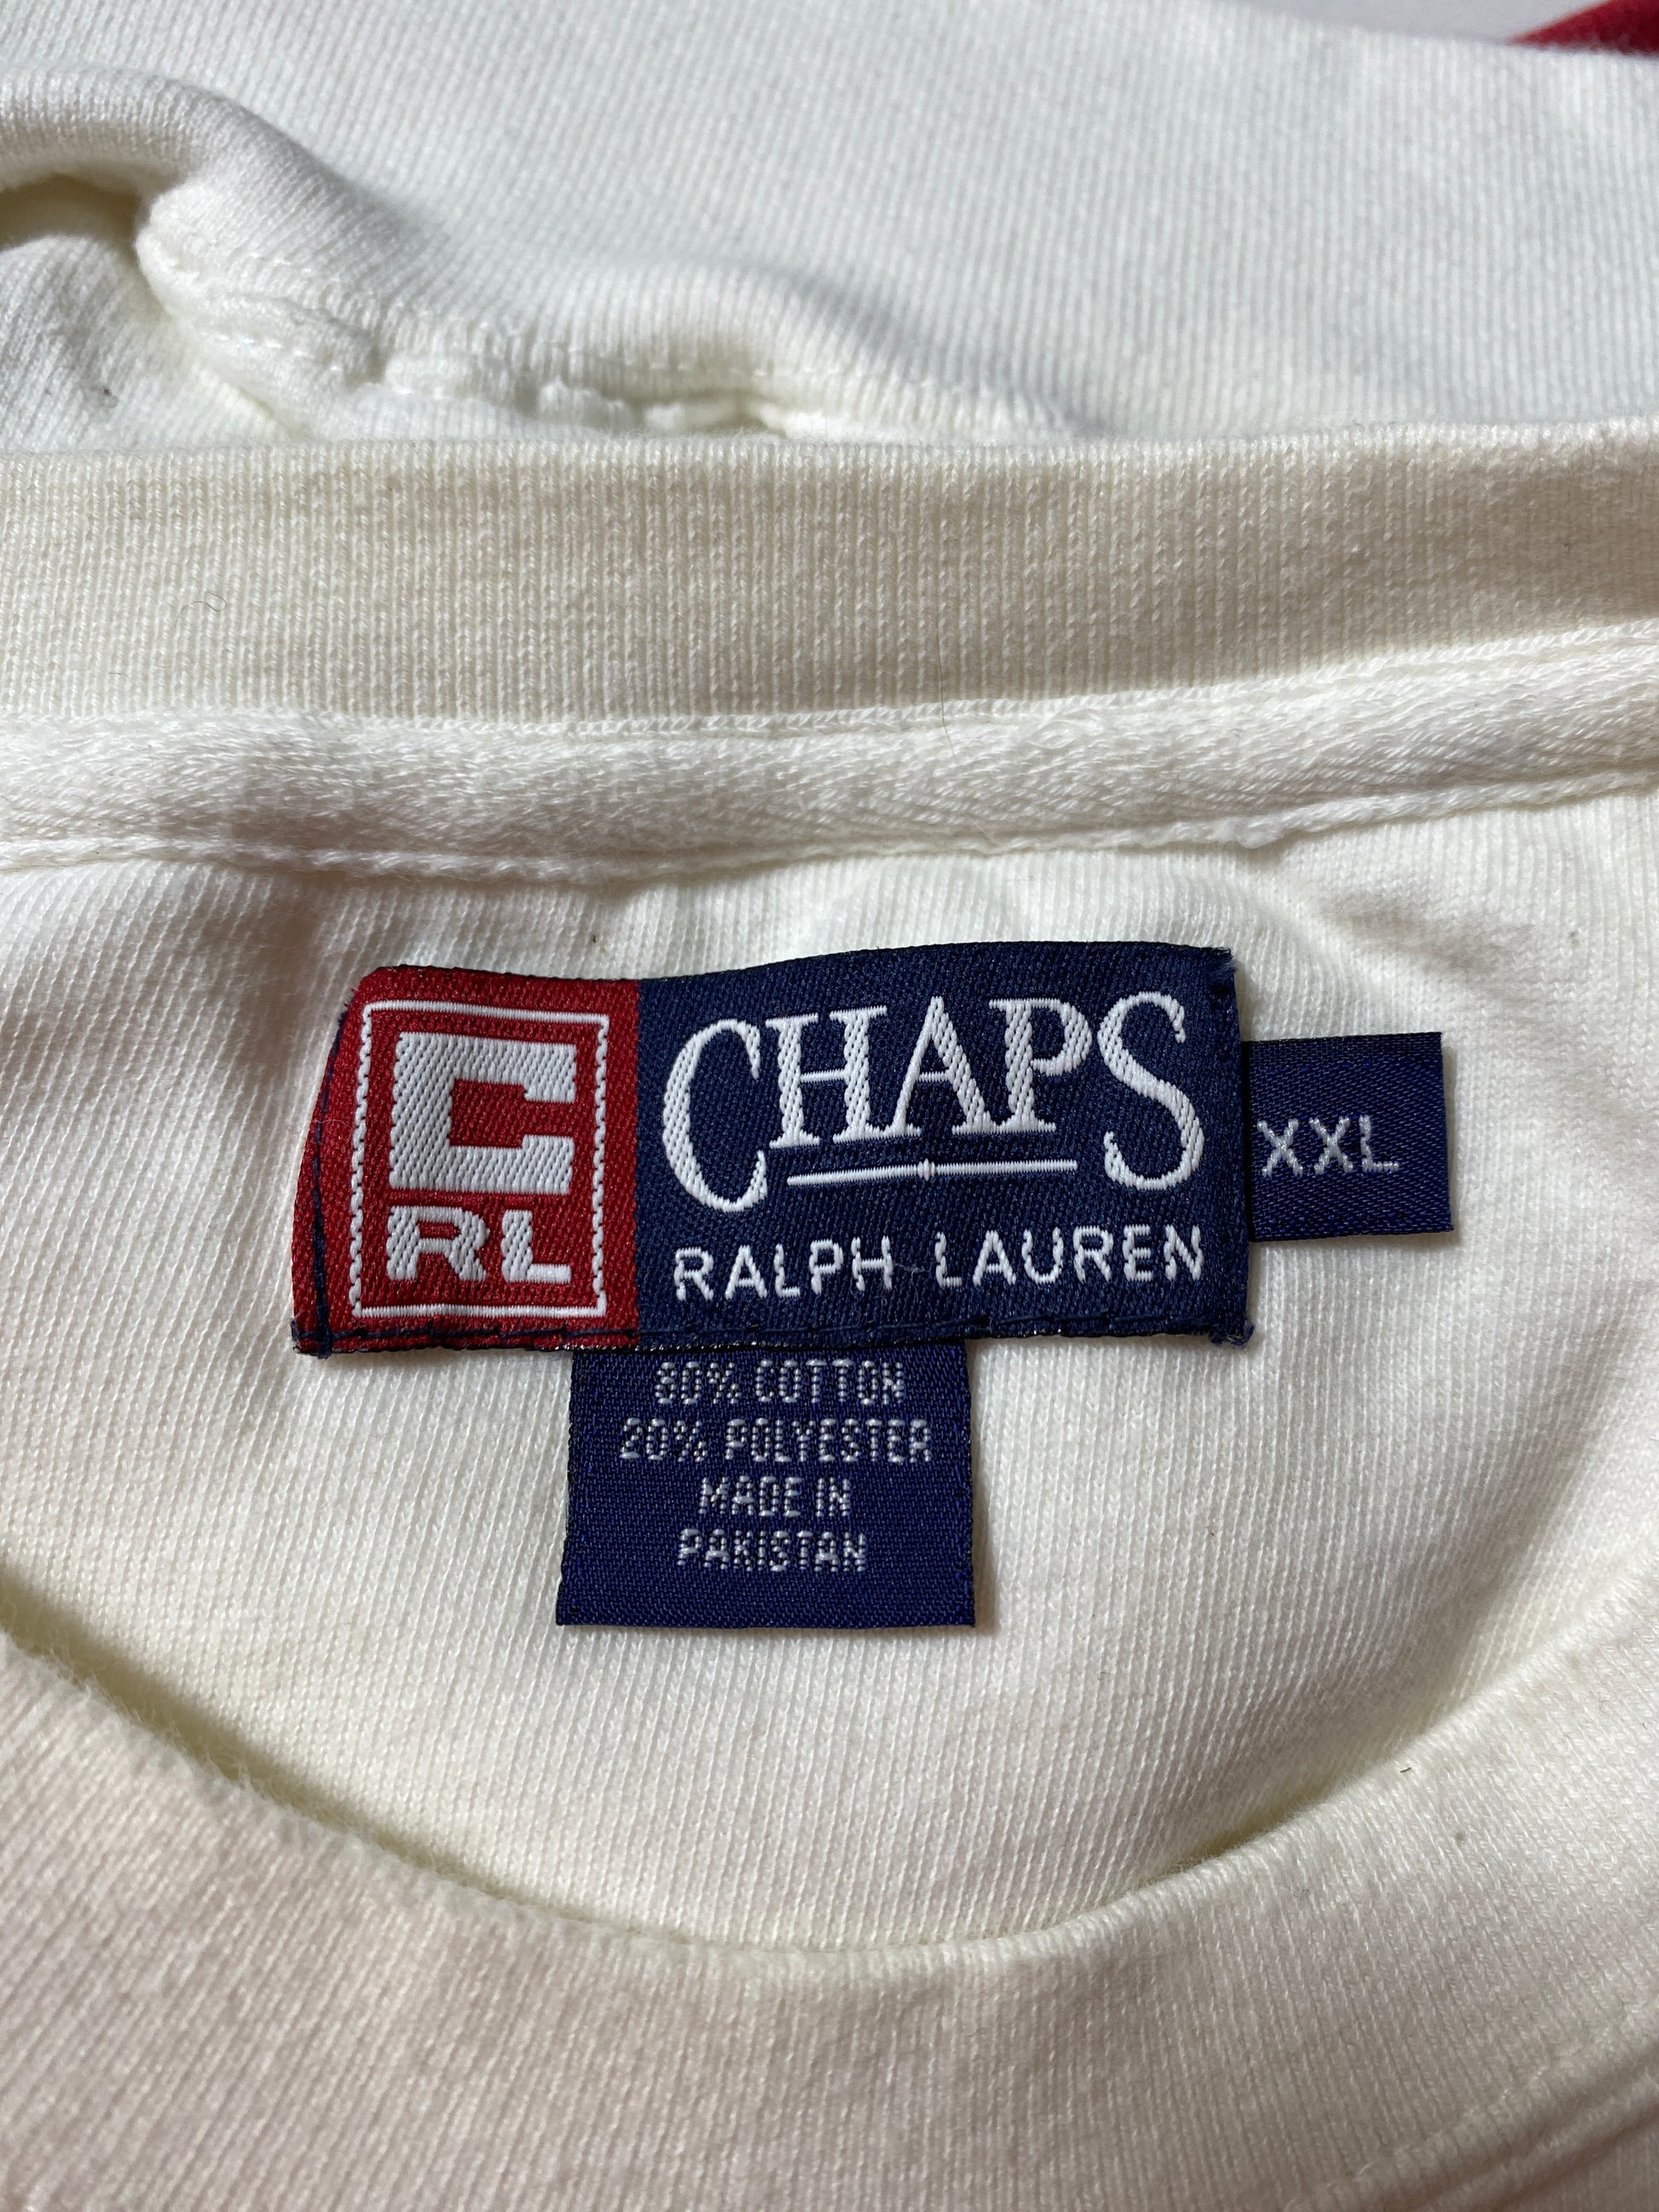 C
RL
CHAPS
RALPH LAUREN
XXL
80% COTTON
20% POLYESTER
MADE IN
PAKISTAN